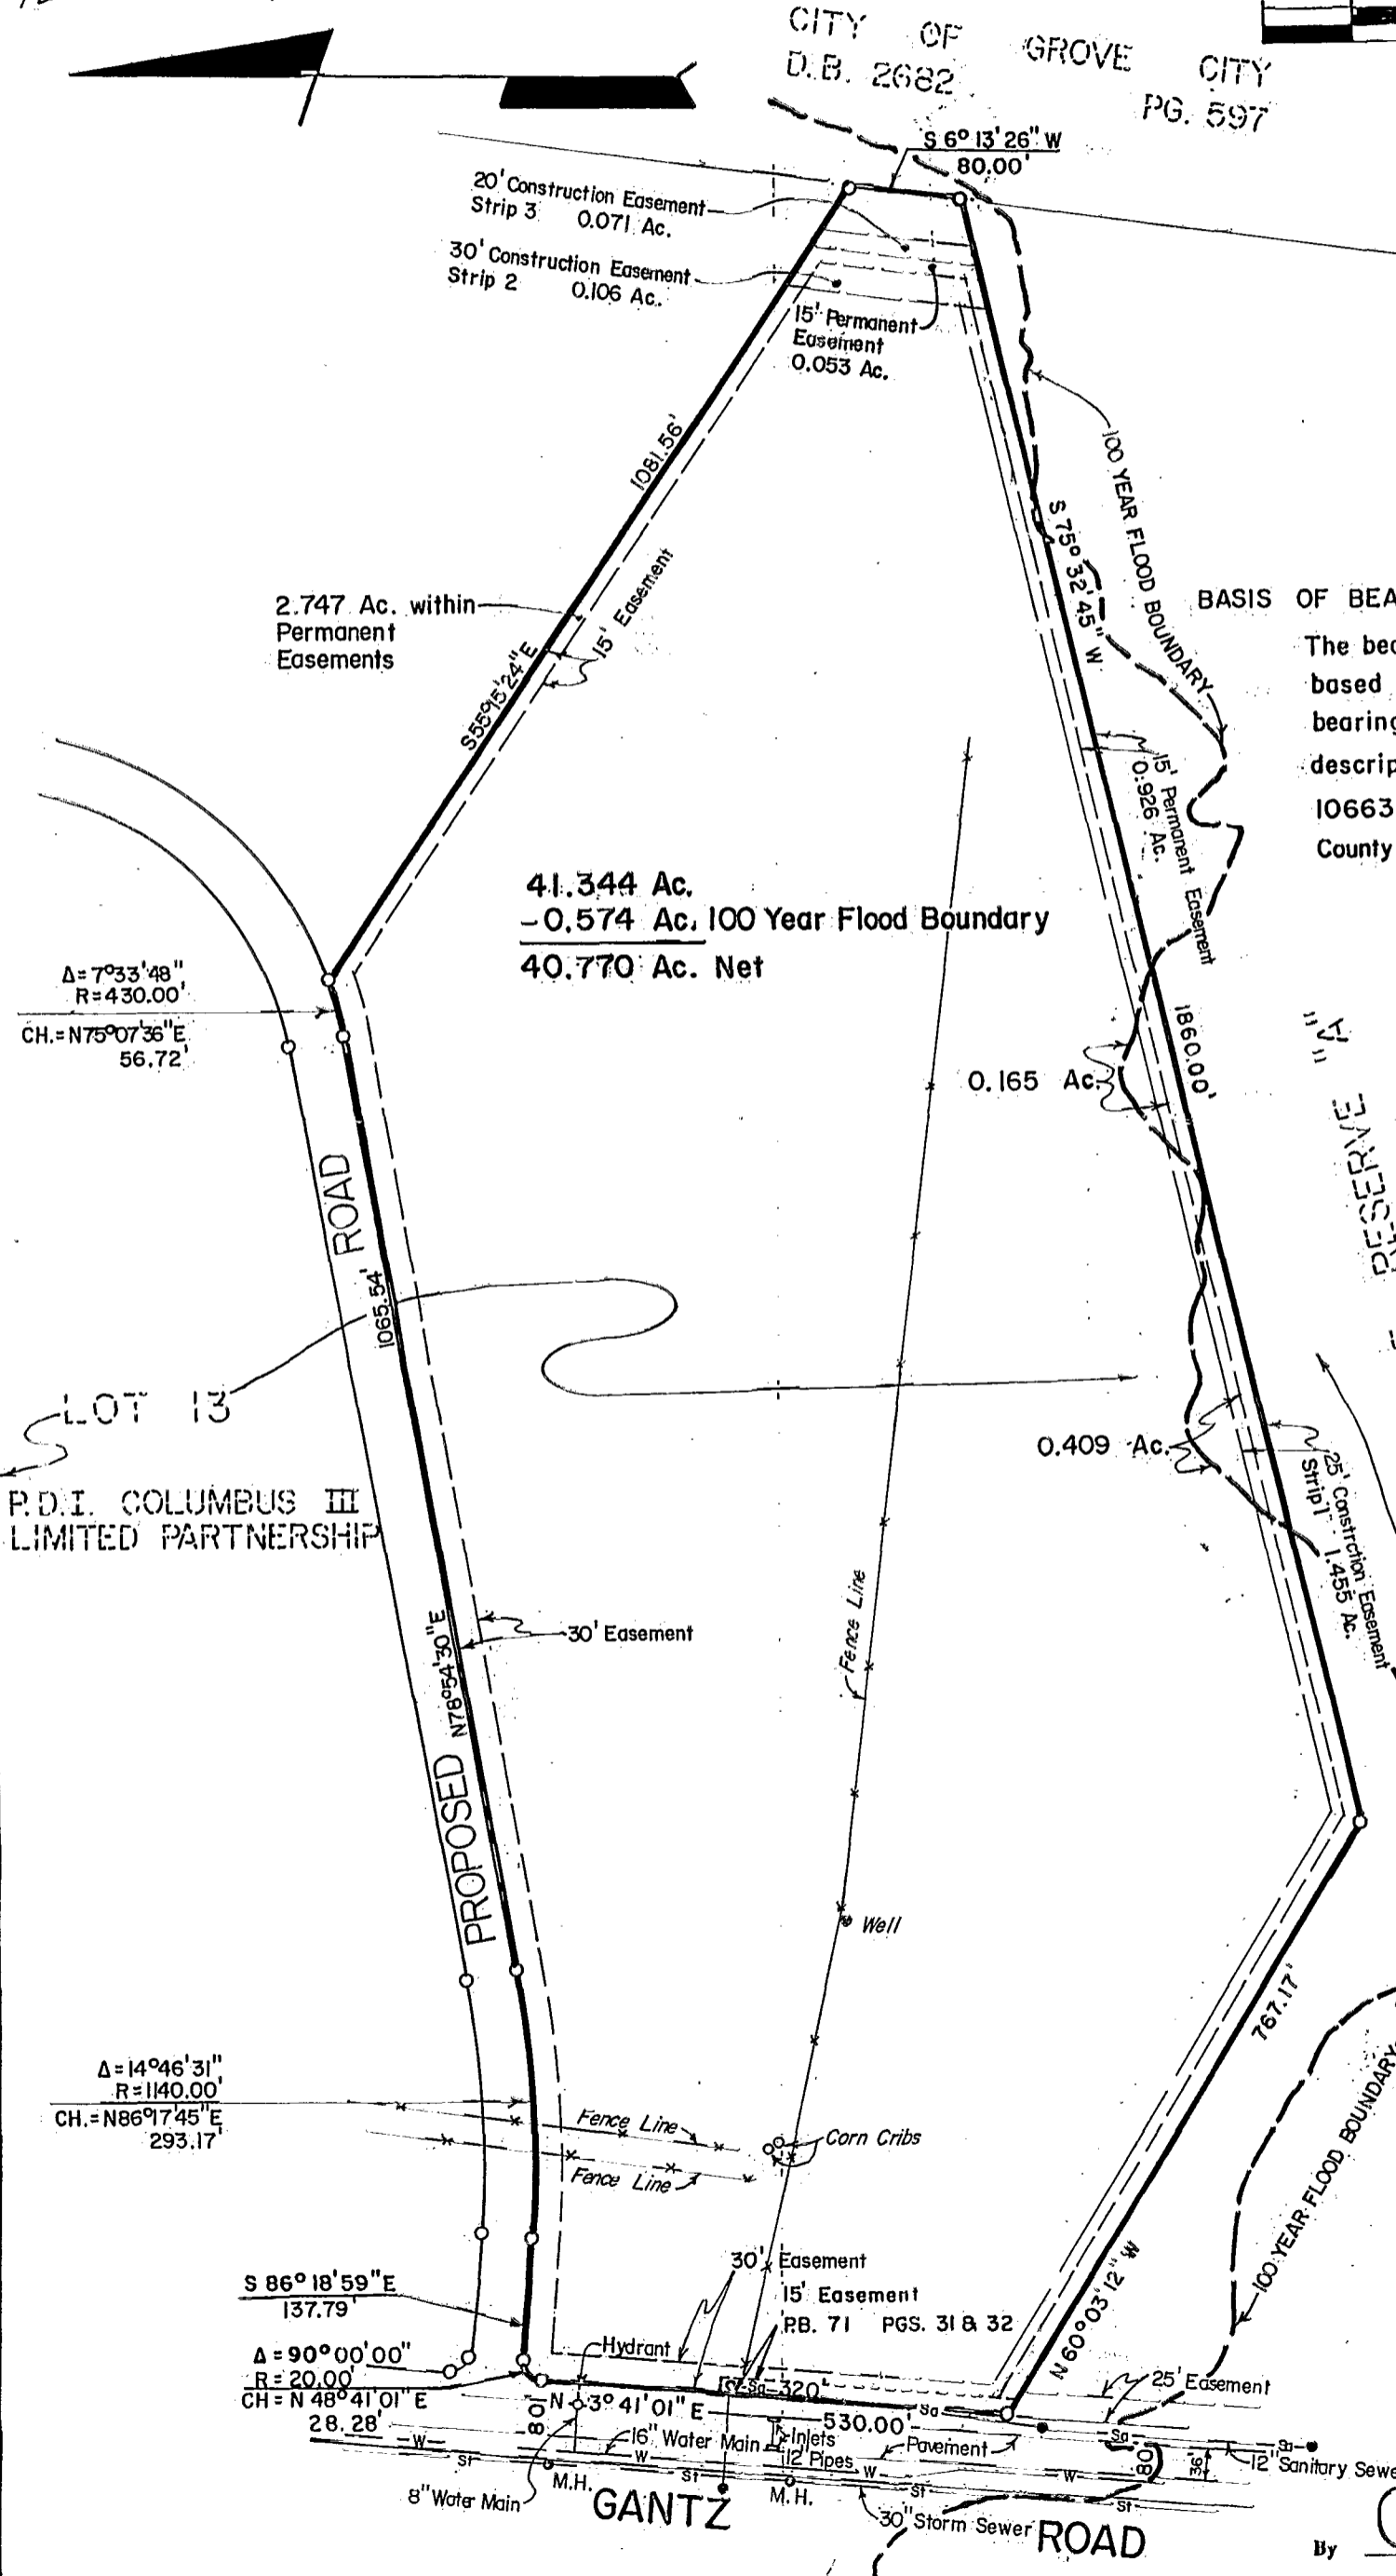 CITY OF GROVE CITY
D.B. 2682 PG. 597
S 6° 13' 26" W
80.00'
20' Construction Easement
Strip 3 0.071 Ac.
30' Construction Easement
Strip 2 0.106 Ac.
15' Permanent
Easement
0.053 Ac.
1081.56'
S55°15'24"E
15' Easement
100 YEAR FLOOD BOUNDARY
S 75° 32' 45" W
2.747 Ac. within
Permanent
Easements
BASIS OF
The
based
descrip
10663
County
15' Permanent Easement
0.926 Ac.
41.344 Ac.
-0.574 Ac. 100 Year Flood Boundary
40.770 Ac. Net
Δ=7°33'48"
R=430.00'
CH.=N75°07'36"E
56.72'
1860.00'
"A"
RESERVE
0.165 Ac.
ROAD
1065.54'
LOT 13
0.409 Ac.
25' Constrction Easement
Strip 1 1.455 Ac.
P.D.I. COLUMBUS III
LIMITED PARTNERSHIP
Fence Line
30' Easement
N78°54'30"E
PROPOSED
Well
767.17'
Δ=14°46'31"
R=1140.00'
CH.=N86°17'45"E
293.17'
Fence Line
Corn Cribs
Fence Line
100 YEAR FLOOD BOUNDARY
N 60° 03' 12" W
30' Easement
15' Easement
P.B. 71 PGS. 31 & 32
S 86° 18' 59" E
137.79'
Hydrant
Δ = 90° 00' 00"
R = 20.00'
CH = N 48° 41' 01" E
28.28'
25' Easement
Sa 320'
N 3° 41' 01" E
530.00'
Sa
80'
16" Water Main
Inlets
12" Pipes
Pavement
Sa
Sa
80'
36'
12" Sanitary Sewe
W
W
W
W
St
St
St
St
8" Water Main
M.H.
M.H.
30" Storm Sewer
GANTZ ROAD
By